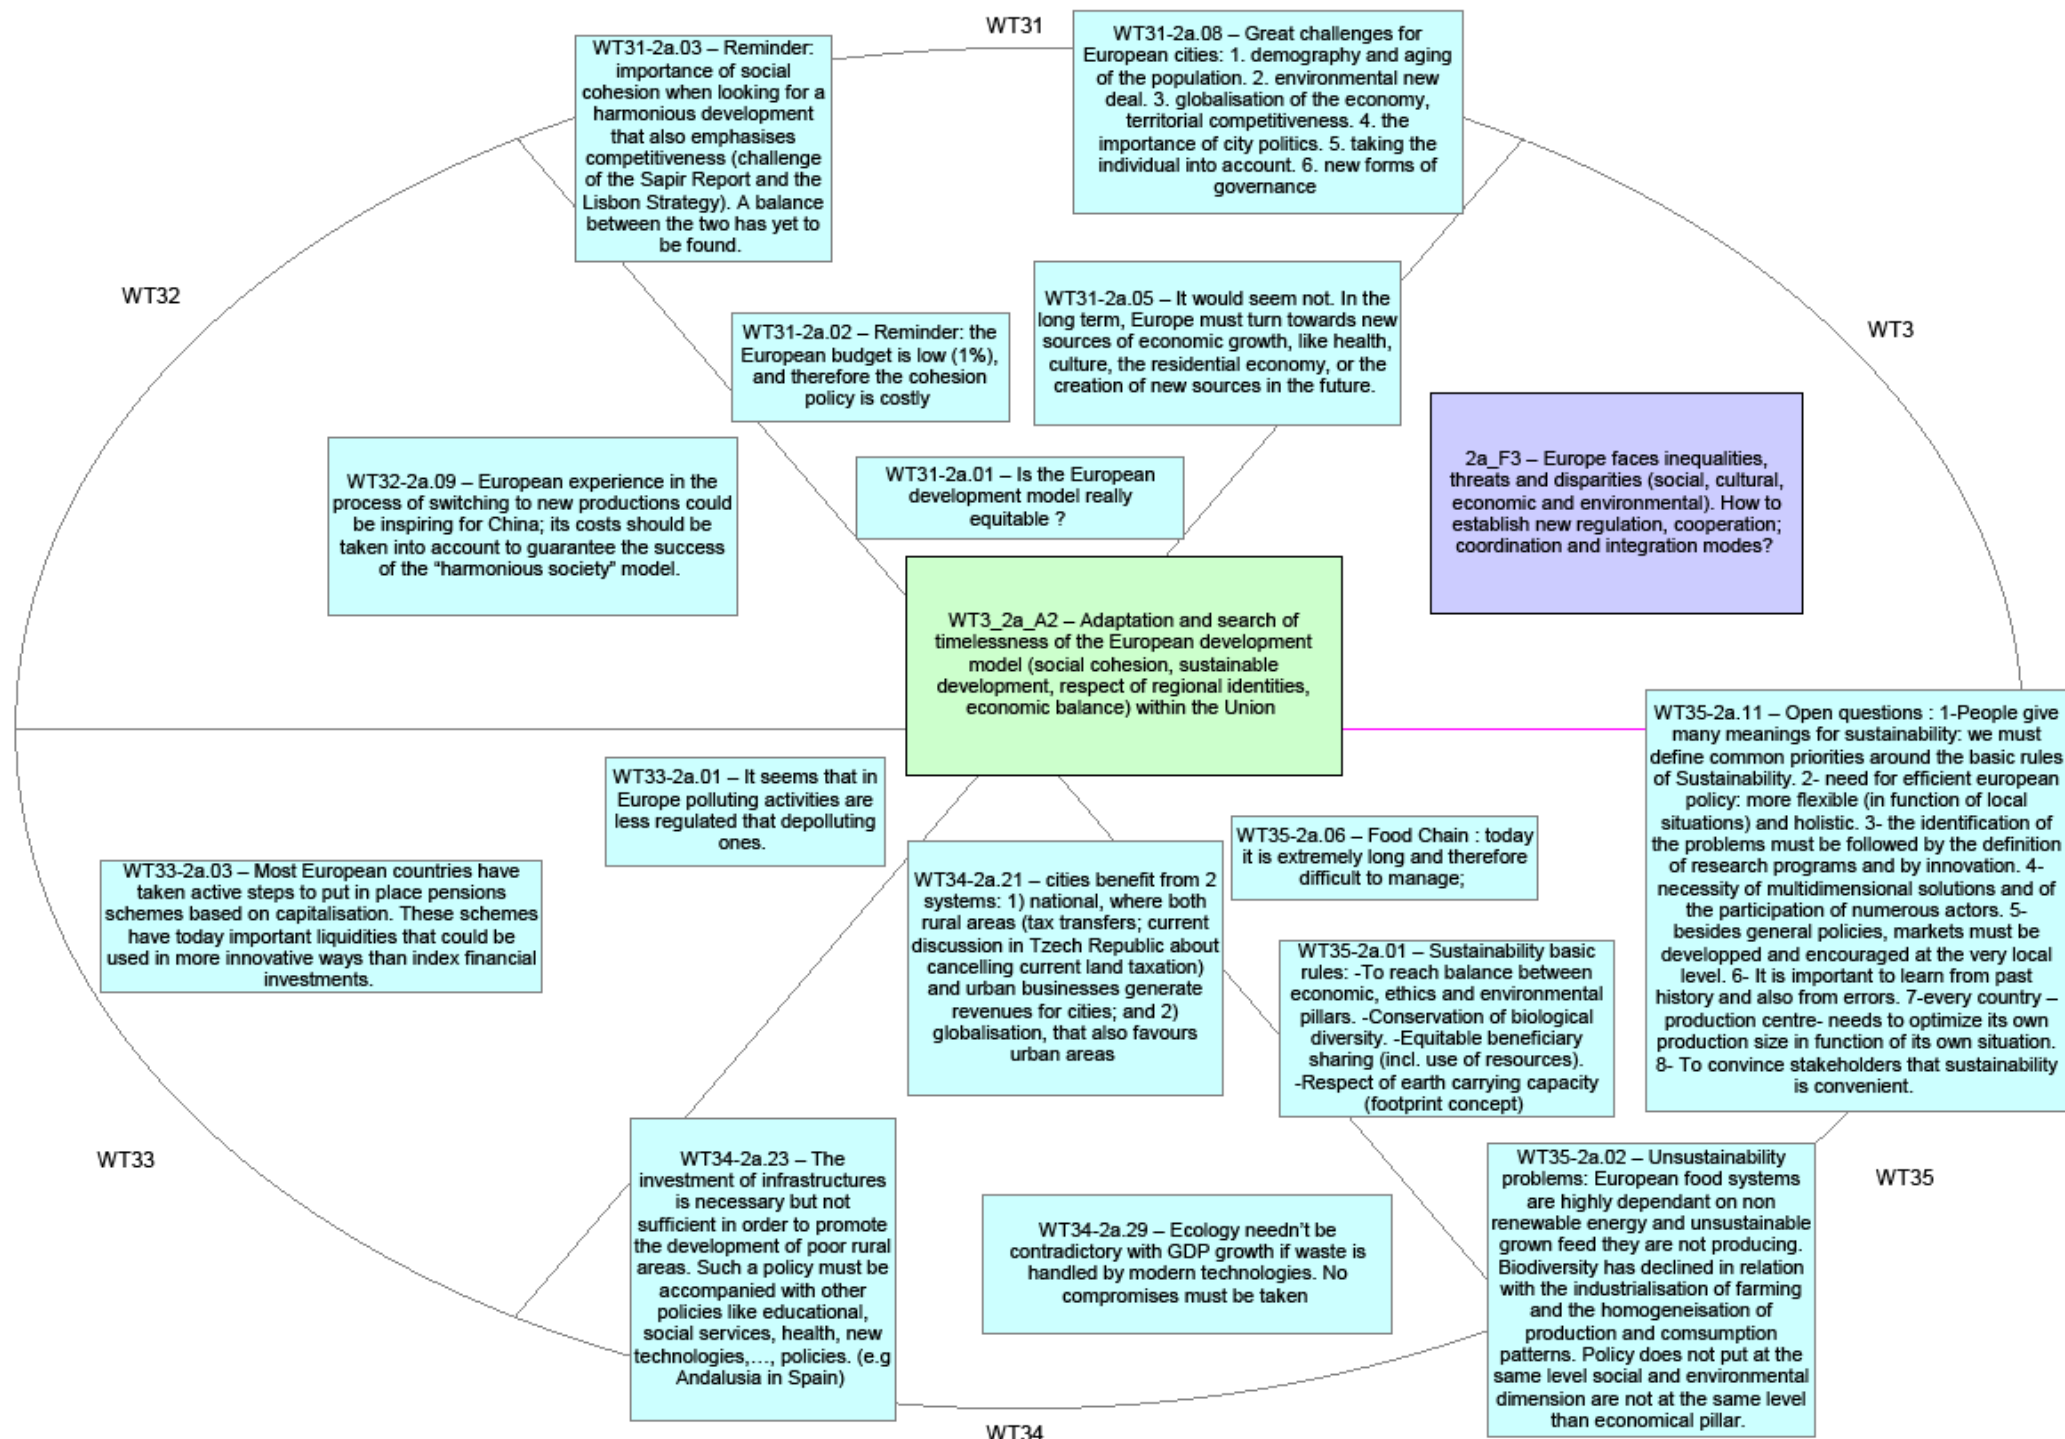 WT31
WT31-2a.03 – Reminder:
importance of social
cohesion when looking for a
harmonious development
that also emphasises
competitiveness (challenge
of the Sapir Report and the
Lisbon Strategy). A balance
between the two has yet to
be found.
WT31-2a.08 – Great challenges for
European cities: 1. demography and aging
of the population. 2. environmental new
deal. 3. globalisation of the economy,
territorial competitiveness. 4. the
importance of city politics. 5. taking the
individual into account. 6. new forms of
governance
WT32
WT31-2a.02 – Reminder: the
European budget is low (1%),
and therefore the cohesion
policy is costly
WT31-2a.05 – It would seem not. In the
long term, Europe must turn towards new
sources of economic growth, like health,
culture, the residential economy, or the
creation of new sources in the future.
WT3
WT32-2a.09 – European experience in the
process of switching to new productions could
be inspiring for China; its costs should be
taken into account to guarantee the success
of the “harmonious society” model.
WT31-2a.01 – Is the European
development model really
equitable ?
2a_F3 – Europe faces inequalities,
threats and disparities (social, cultural,
economic and environmental). How to
establish new regulation, cooperation;
coordination and integration modes?
WT3_2a_A2 – Adaptation and search of
timelessness of the European development
model (social cohesion, sustainable
development, respect of regional identities,
economic balance) within the Union
WT33-2a.01 – It seems that in
Europe polluting activities are
less regulated that depolluting
ones.
WT33-2a.03 – Most European countries have
taken active steps to put in place pensions
schemes based on capitalisation. These schemes
have today important liquidities that could be
used in more innovative ways than index financial
investments.
WT34-2a.21 – cities benefit from 2
systems: 1) national, where both
rural areas (tax transfers; current
discussion in Tzech Republic about
cancelling current land taxation)
and urban businesses generate
revenues for cities; and 2)
globalisation, that also favours
urban areas
WT35-2a.06 – Food Chain : today
it is extremely long and therefore
difficult to manage;
WT35-2a.01 – Sustainability basic
rules: -To reach balance between
economic, ethics and environmental
pillars. -Conservation of biological
diversity. -Equitable beneficiary
sharing (incl. use of resources).
-Respect of earth carrying capacity
(footprint concept)
WT35-2a.11 – Open questions : 1-People give
many meanings for sustainability: we must
define common priorities around the basic rules
of Sustainability. 2- need for efficient european
policy: more flexible (in function of local
situations) and holistic. 3- the identification of
the problems must be followed by the definition
of research programs and by innovation. 4-
necessity of multidimensional solutions and of
the participation of numerous actors. 5-
besides general policies, markets must be
developped and encouraged at the very local
level. 6- It is important to learn from past
history and also from errors. 7-every country –
production centre- needs to optimize its own
production size in function of its own situation.
8- To convince stakeholders that sustainability
is convenient.
WT33
WT34-2a.23 – The
investment of infrastructures
is necessary but not
sufficient in order to promote
the development of poor rural
areas. Such a policy must be
accompanied with other
policies like educational,
social services, health, new
technologies,…, policies. (e.g
Andalusia in Spain)
WT34-2a.29 – Ecology needn’t be
contradictory with GDP growth if waste is
handled by modern technologies. No
compromises must be taken
WT35-2a.02 – Unsustainability
problems: European food systems
are highly dependant on non
renewable energy and unsustainable
grown feed they are not producing.
Biodiversity has declined in relation
with the industrialisation of farming
and the homogeneisation of
production and comsumption
patterns. Policy does not put at the
same level social and environmental
dimension are not at the same level
than economical pillar.
WT35
WT34